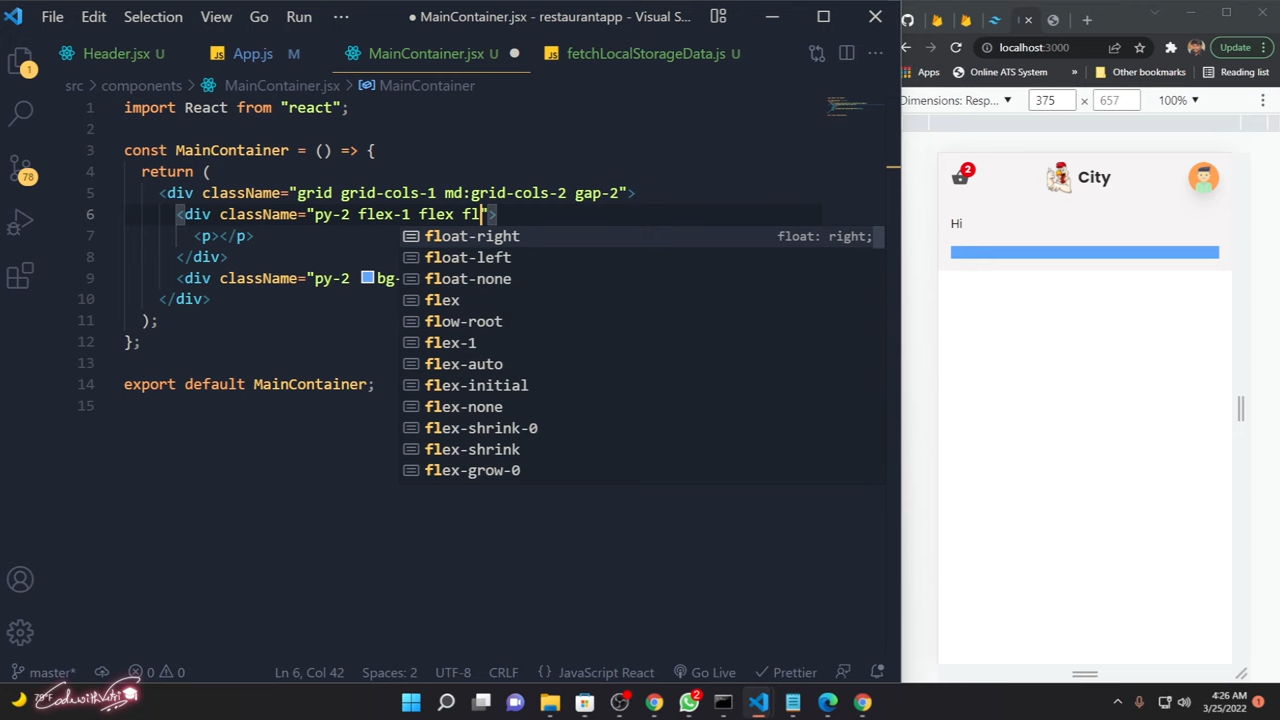 File Edit Selection View Go Run ··· ● MainContainer.jsx - restaurantapp - Visual S...
Header.jsx U App.js M MainContainer.jsx U ● fetchLocalStorageData.js U
src > components > MainContainer.jsx > MainContainer
1 import React from "react";
2
3 const MainContainer = () => {
4 return (
5 <div className="grid grid-cols-1 md:grid-cols-2 gap-2">
6 <div className="py-2 flex-1 flex fl">
7 <p></p>
8 </div>
9 <div className="py-2 bg-
10 </div>
11 );
12 };
13
14 export default MainContainer;
15
float-right float: right;
float-left
float-none
flex
flow-root
flex-1
flex-auto
flex-initial
flex-none
flex-shrink-0
flex-shrink
flex-grow-0
1
78
master* 0 0 Ln 6, Col 42 Spaces: 2 UTF-8 CRLF JavaScript React Go Live Prettier
localhost:3000 Update
Apps Online ATS System » Other bookmarks Reading list
Dimensions: Resp... 375 × 657 100%
2 City
Hi
78°F
2
4:26 AM
3/25/2022
1